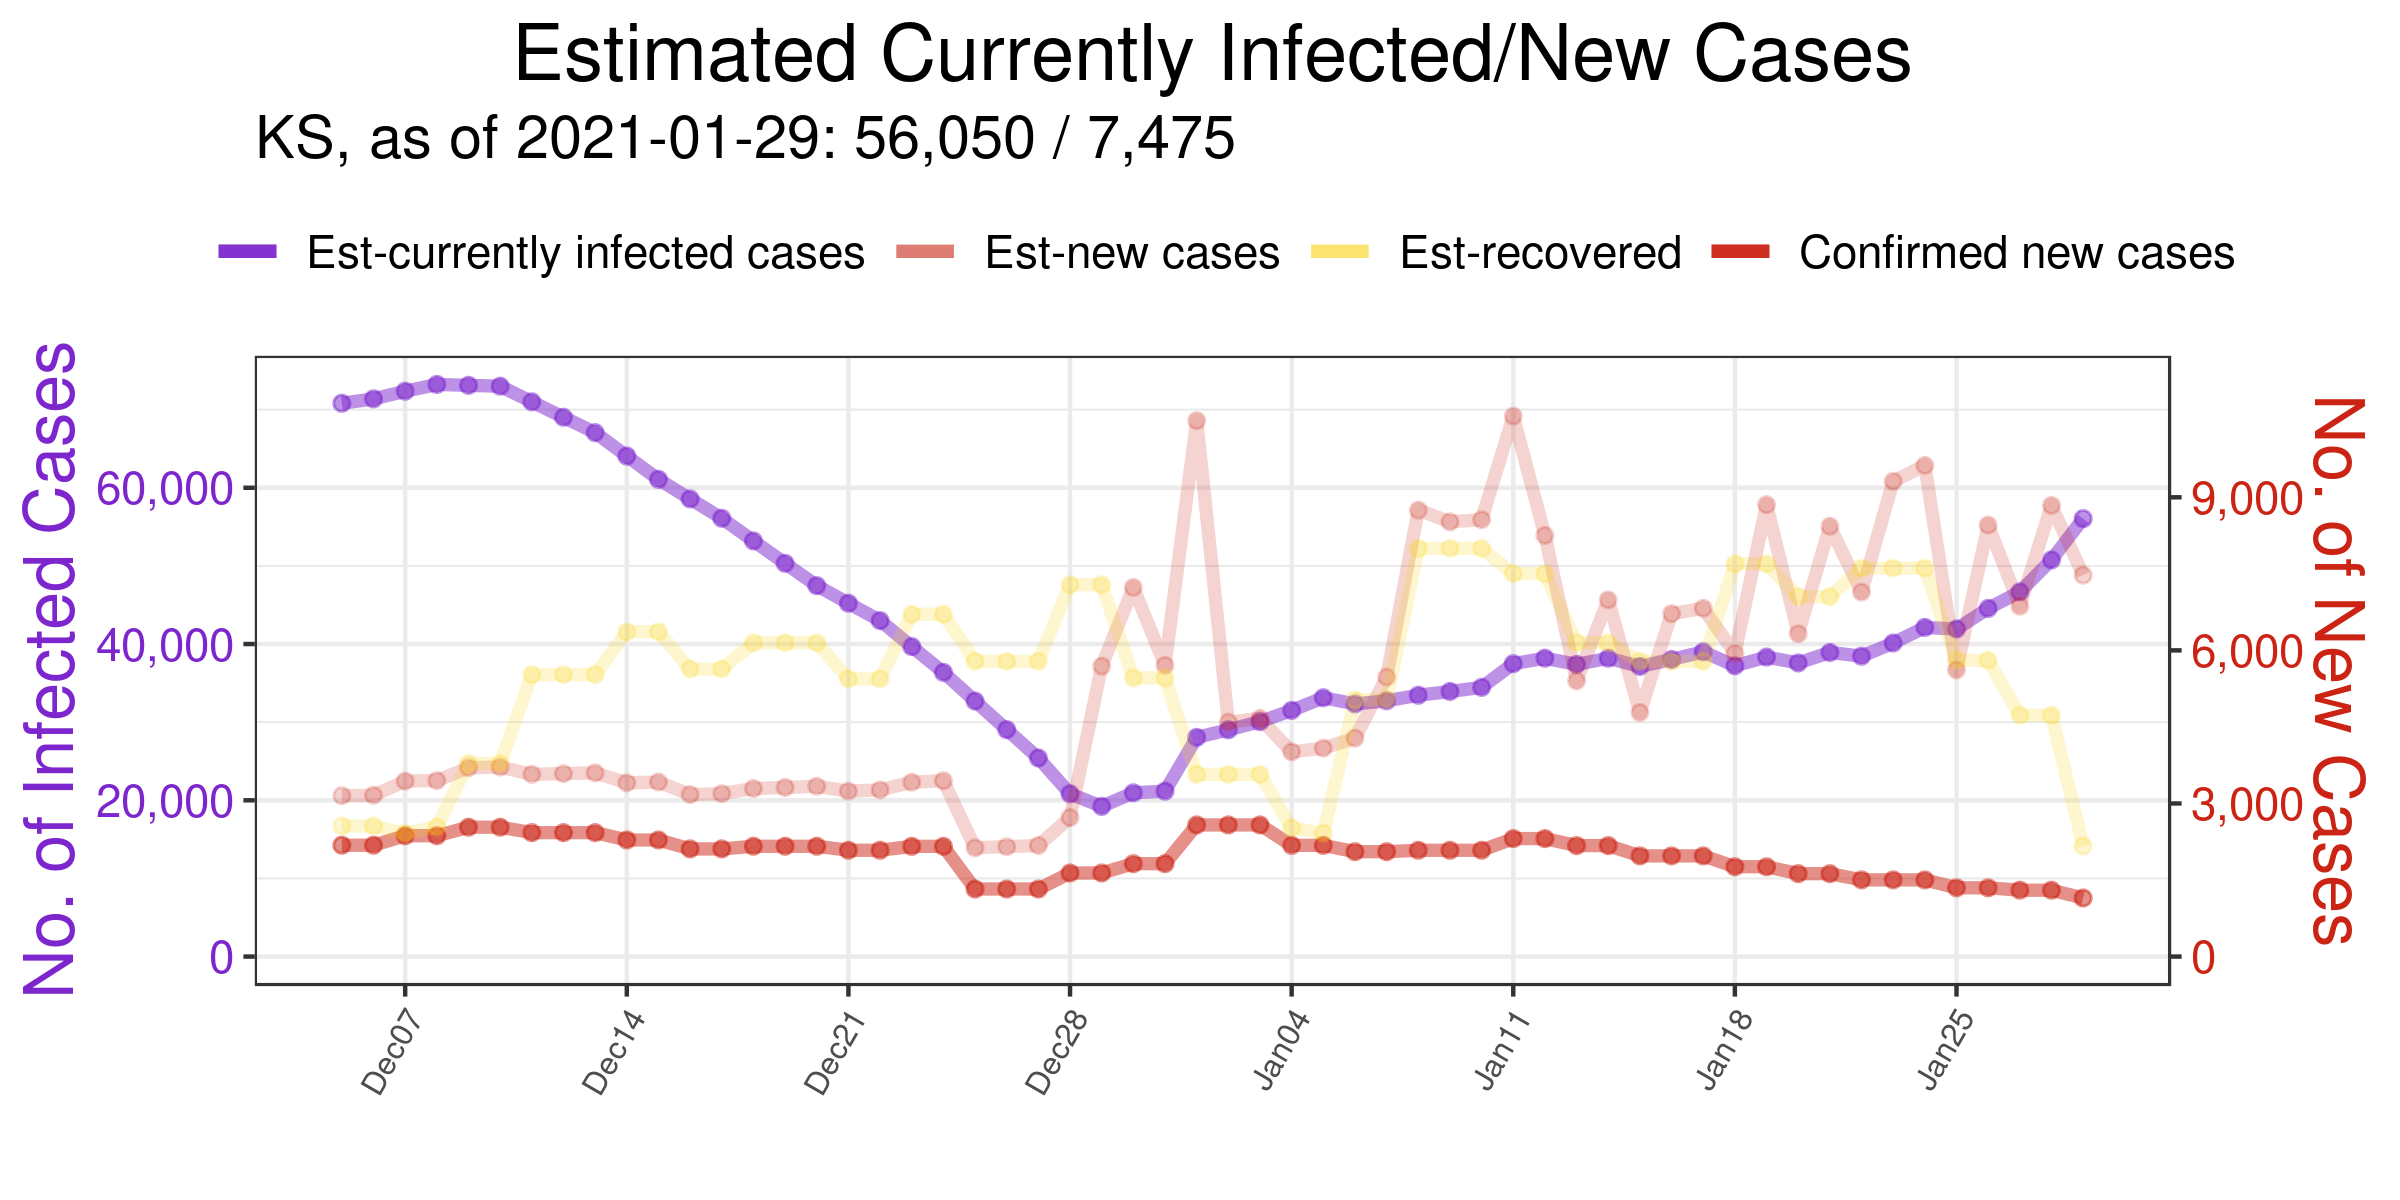 Estimated Currently Infected/New Cases
KS, as of 2021-01-29: 56,050 / 7,475
Est-currently infected cases Est-new cases Est-recovered Confirmed new cases
No. of Infected Cases
60,000
40,000
20,000
0
No. of New Cases
9,000
6,000
3,000
0
Dec07 Dec14 Dec21 Dec28 Jan04 Jan11 Jan18 Jan25